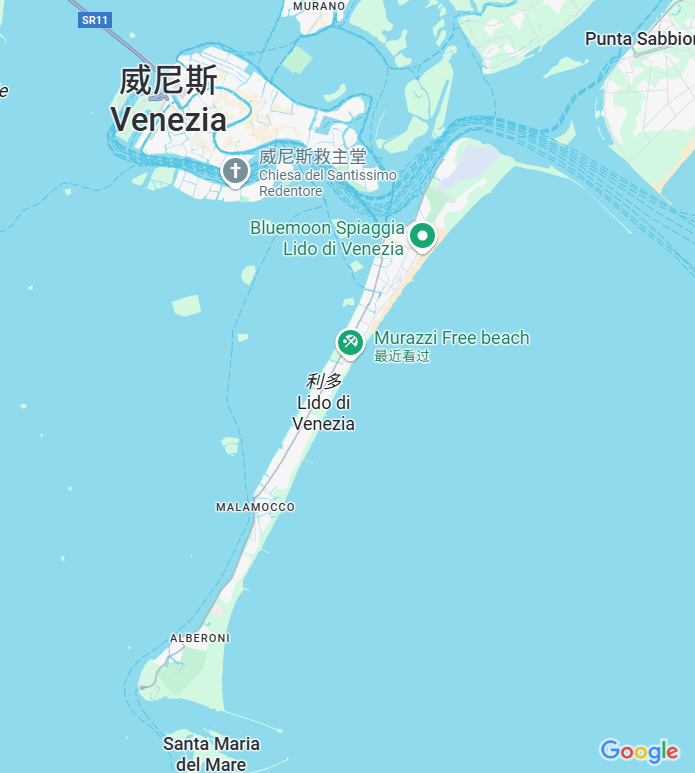 MURANO
SR11
Punta Sabbion
威尼斯
Venezia
威尼斯救主堂
Chiesa del Santissimo
Redentore
Bluemoon Spiaggia
Lido di Venezia
Murazzi Free beach
最近看过
利多
Lido di
Venezia
MALAMOCCO
ALBERONI
Santa Maria
del Mare
Google